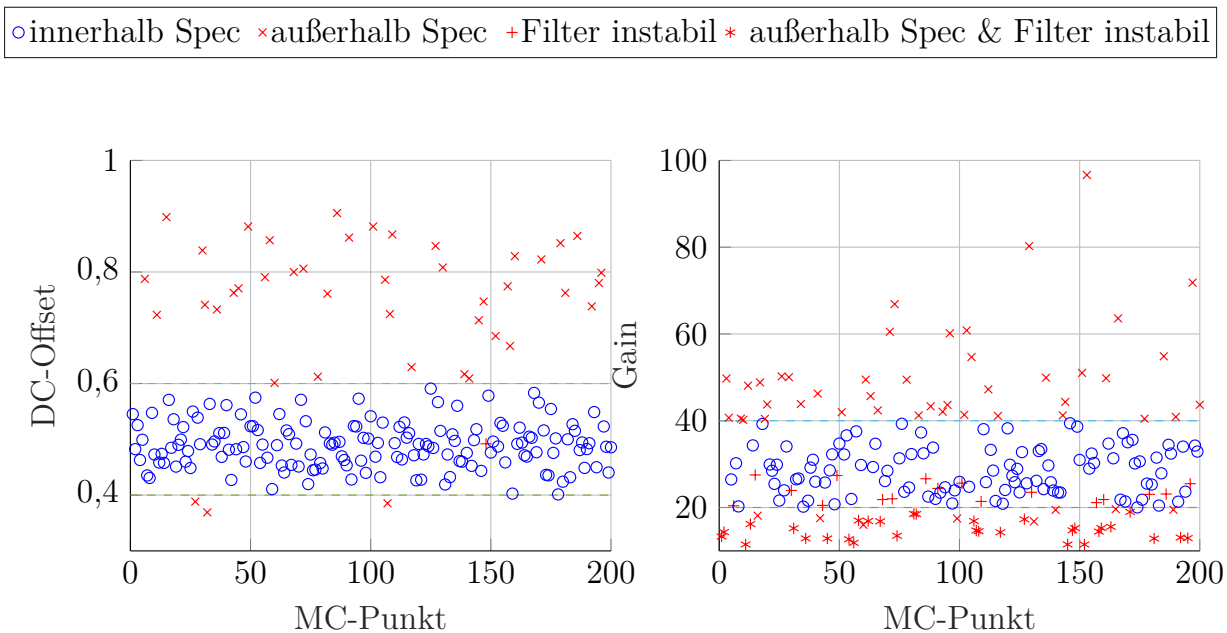 innerhalb Spec außerhalb Spec Filter instabil außerhalb Spec & Filter instabil
1
0,8
0,6
0,4
0 50 100 150 200
DC-Offset
MC-Punkt
100
80
60
40
20
0 50 100 150 200
Gain
MC-Punkt